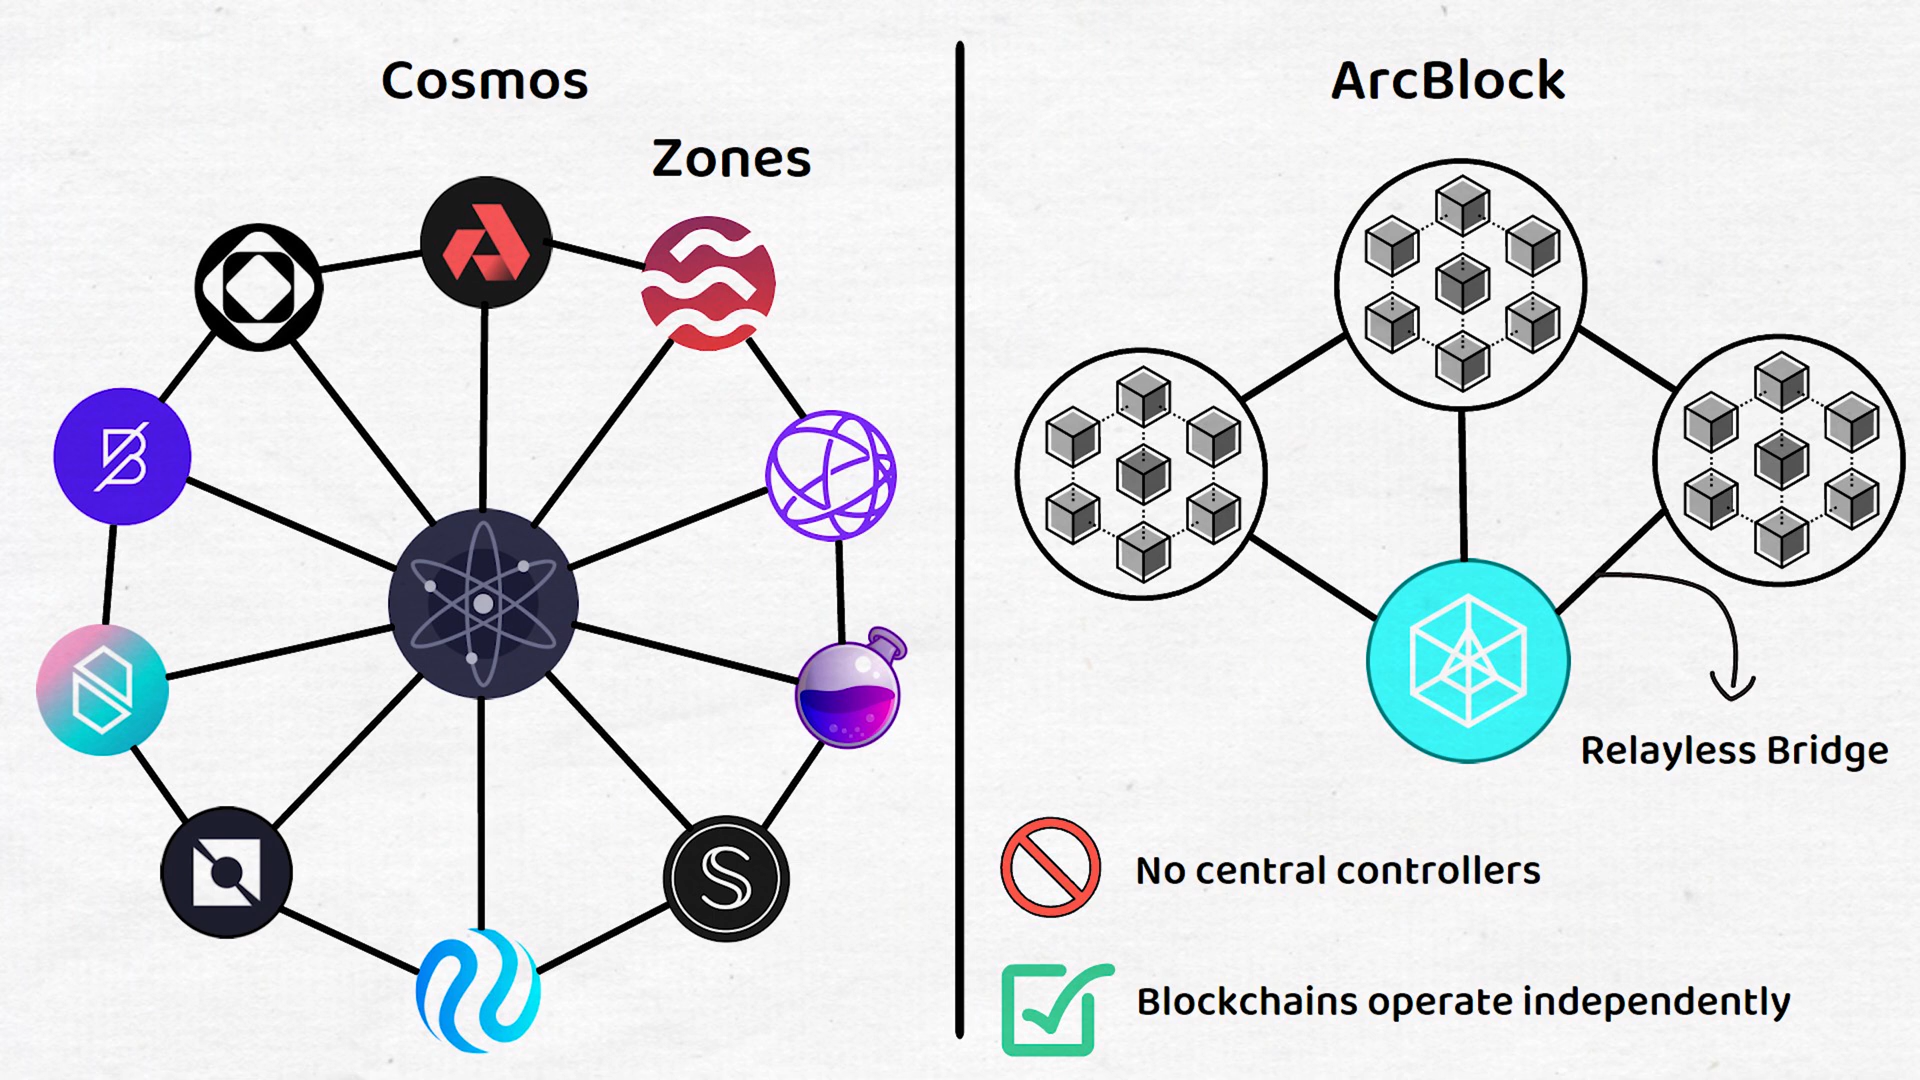 Cosmos
Zones
ArcBlock
Relayless Bridge
No central controllers
Blockchains operate independently